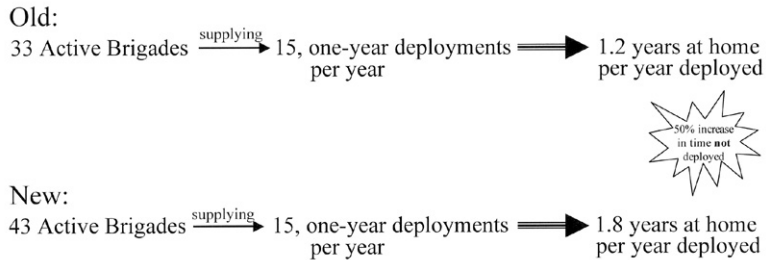 Old:
33 Active Brigades supplying 15, one-year deployments 1.2 years at home
per year per year deployed
50% increase
in time not
deployed
New:
43 Active Brigades supplying 15, one-year deployments 1.8 years at home
per year per year deployed